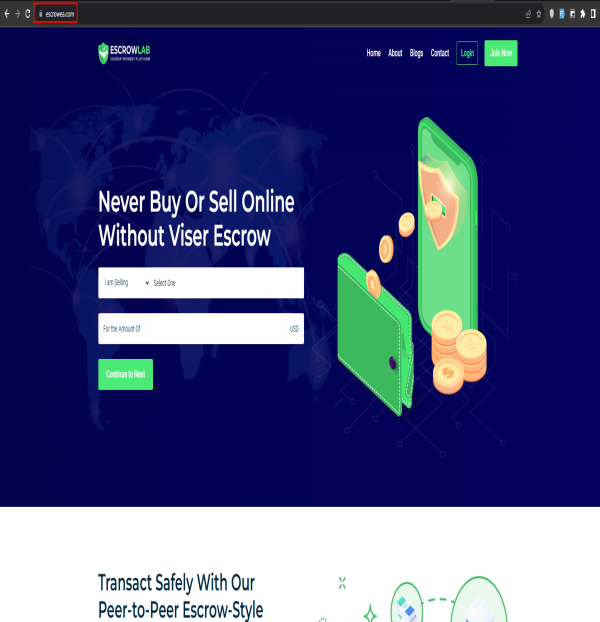 escrowea.com
ESCROWLAB
ESCROW PAYMENT PLATFORM
Home About Blogs Contact Login Join Now
Never Buy Or Sell Online
Without Viser Escrow
I am Selling Select One
For the Amount Of USD
Continue to Next
Transact Safely With Our
Peer-to-Peer Escrow-Style